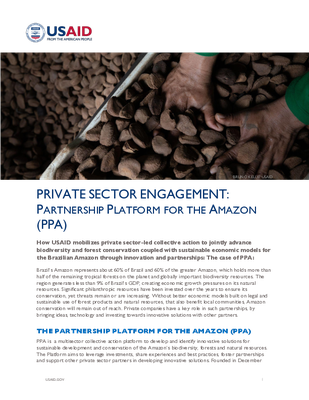 USAID
FROM THE AMERICAN PEOPLE
PRIVATE SECTOR ENGAGEMENT:
PARTNERSHIP PLATFORM FOR THE AMAZON
(PPA)
How USAID mobilizes private sector-led collective action to jointly advance
biodiversity and forest conservation coupled with sustainable economic models for
the Brazilian Amazon through innovation and partnerships: The case of PPA:
Brazil's Amazon represents about 60% of Brazil and 60% of the greater Amazon, which holds more than
half of the remaining tropical forests on the planet and globally important biodiversity resources. The
region generates less than 9% of Brazil's GDP, creating economic growth pressures on its natural
resources. Significant philanthropic resources have been invested over the years to ensure its
conservation, yet threats remain or are increasing. Without better economic models built on legal and
sustainable use of forest products and natural resources, that also benefit local communities, Amazon
conservation will remain out of reach. Private companies have a key role in such partnerships, by
bringing ideas, technology and investing towards innovative solutions with other partners.
THE PARTNERSHIP PLATFORM FOR THE AMAZON (PPA)
PPA is a multisector collective action platform to develop and identify innovative solutions for
sustainable development and conservation of the Amazon's biodiversity, forests and natural resources.
The Platform aims to leverage investments, share experiences and best practices, foster partnerships
and support other private sector partners in developing innovative solutions. Founded in December
1